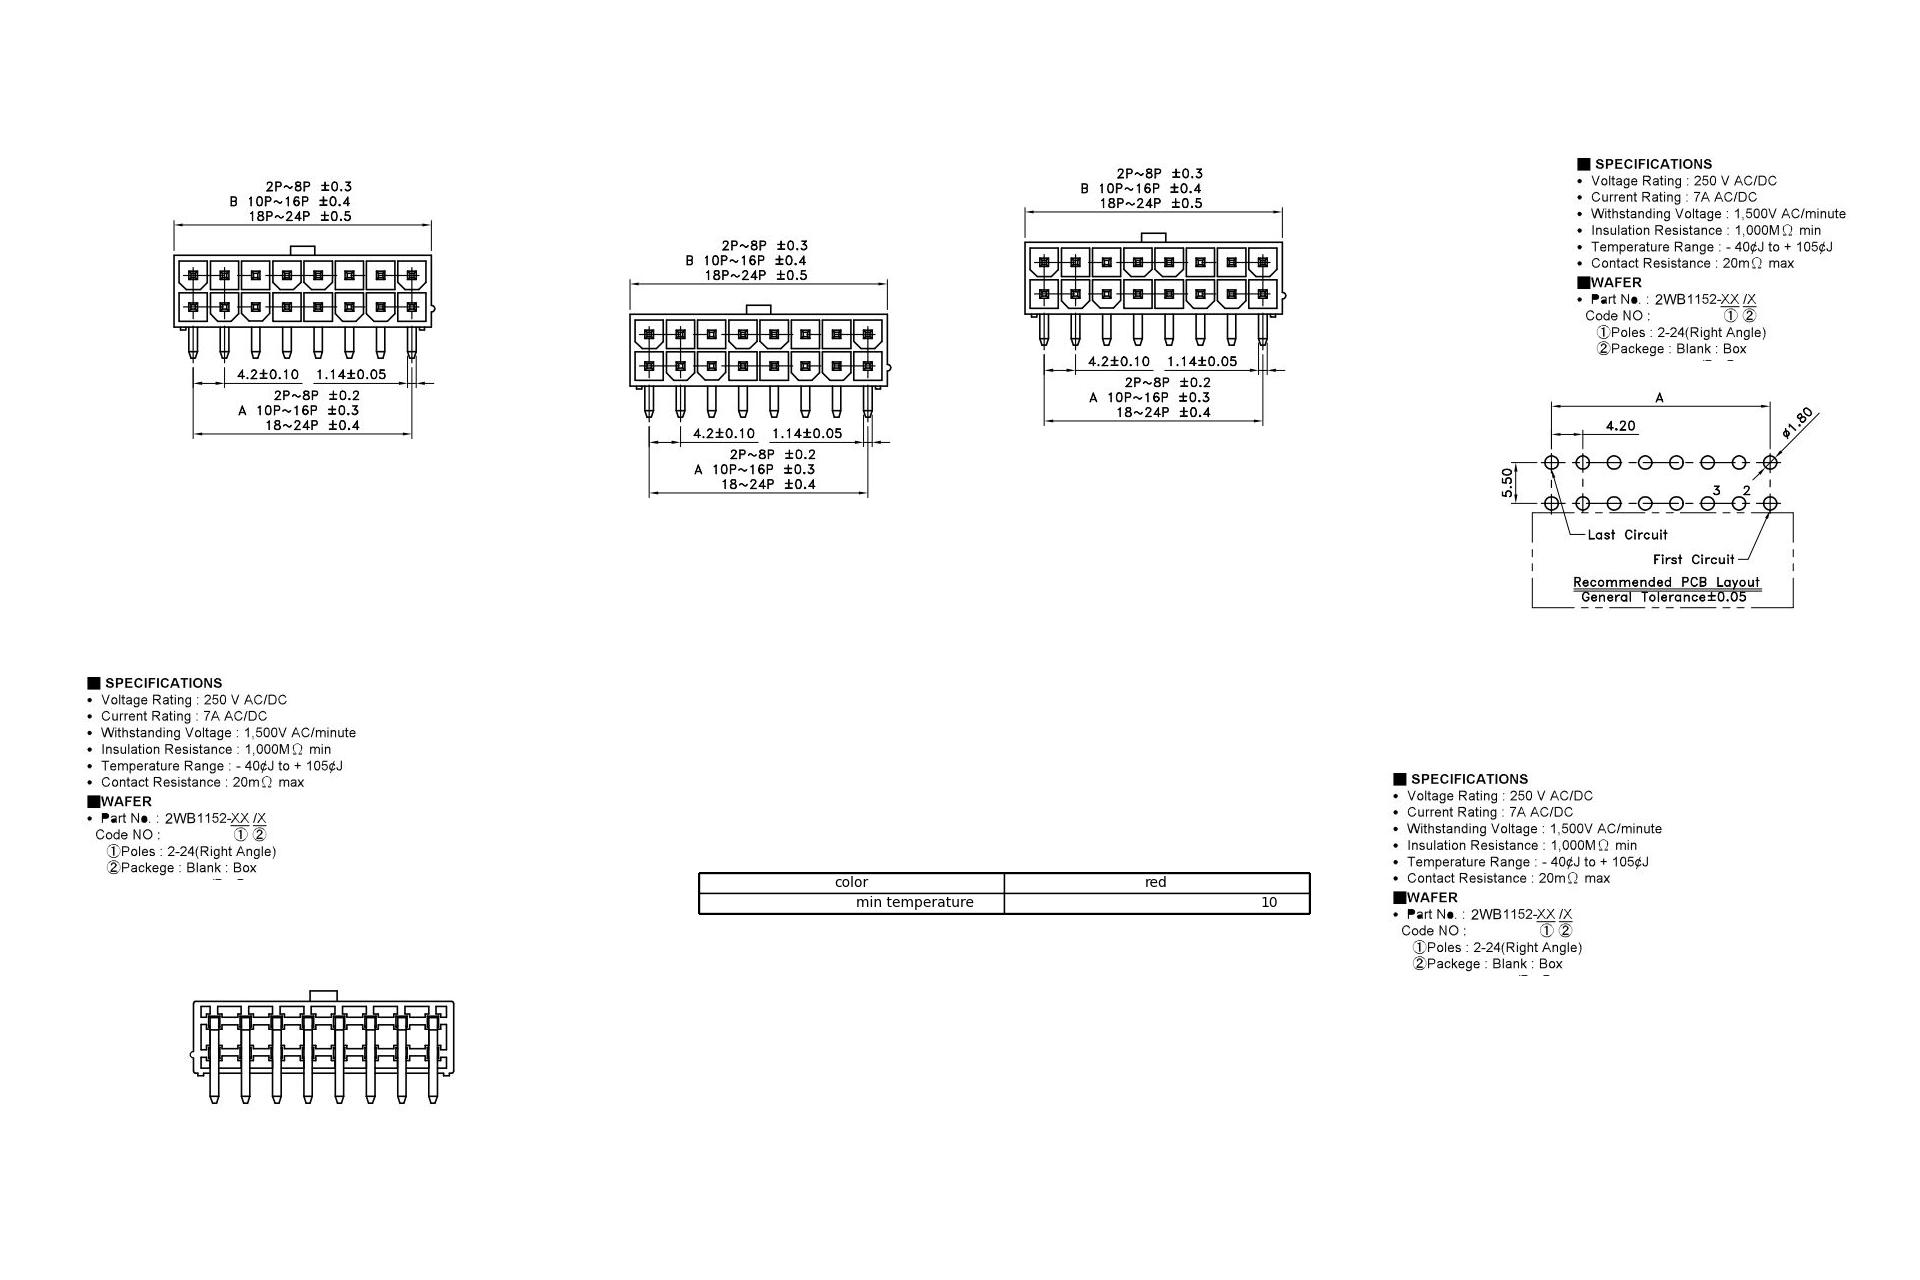 2P~8P ±0.3
B 10P~16P ±0.4
18P~24P ±0.5
4.2±0.10 1.14±0.05
2P~8P ±0.2
A 10P~16P ±0.3
18~24P ±0.4
2P~8P ±0.3
B 10P~16P ±0.4
18P~24P ±0.5
4.2±0.10 1.14±0.05
2P~8P ±0.2
A 10P~16P ±0.3
18~24P ±0.4
2P~8P ±0.3
B 10P~16P ±0.4
18P~24P ±0.5
4.2±0.10 1.14±0.05
2P~8P ±0.2
A 10P~16P ±0.3
18~24P ±0.4
■ SPECIFICATIONS
• Voltage Rating : 250 V AC/DC
• Current Rating : 7A AC/DC
• Withstanding Voltage : 1,500V AC/minute
• Insulation Resistance : 1,000MΩ min
• Temperature Range : - 40¢J to + 105¢J
• Contact Resistance : 20mΩ max
■WAFER
• Part No. : 2WB1152-XX /X
Code NO : ① ②
①Poles : 2-24(Right Angle)
②Packege : Blank : Box
A
4.20
ø1.80
5.50
3 2
Last Circuit
First Circuit
Recommended PCB Layout
General Tolerance±0.05
■ SPECIFICATIONS
• Voltage Rating : 250 V AC/DC
• Current Rating : 7A AC/DC
• Withstanding Voltage : 1,500V AC/minute
• Insulation Resistance : 1,000MΩ min
• Temperature Range : - 40¢J to + 105¢J
• Contact Resistance : 20mΩ max
■WAFER
• Part No. : 2WB1152-XX /X
Code NO : ① ②
①Poles : 2-24(Right Angle)
②Packege : Blank : Box
color red
min temperature 10
■ SPECIFICATIONS
• Voltage Rating : 250 V AC/DC
• Current Rating : 7A AC/DC
• Withstanding Voltage : 1,500V AC/minute
• Insulation Resistance : 1,000MΩ min
• Temperature Range : - 40¢J to + 105¢J
• Contact Resistance : 20mΩ max
■WAFER
• Part No. : 2WB1152-XX /X
Code NO : ① ②
①Poles : 2-24(Right Angle)
②Packege : Blank : Box